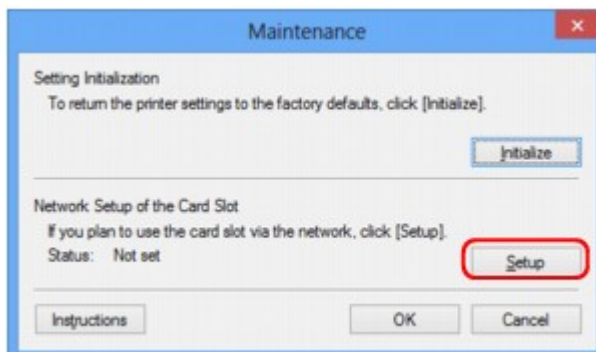 Maintenance
Setting Initialization
To return the printer settings to the factory defaults, click [Initialize].
Initialize
Network Setup of the Card Slot
If you plan to use the card slot via the network, click [Setup].
Status: Not set
Setup
Instructions OK Cancel